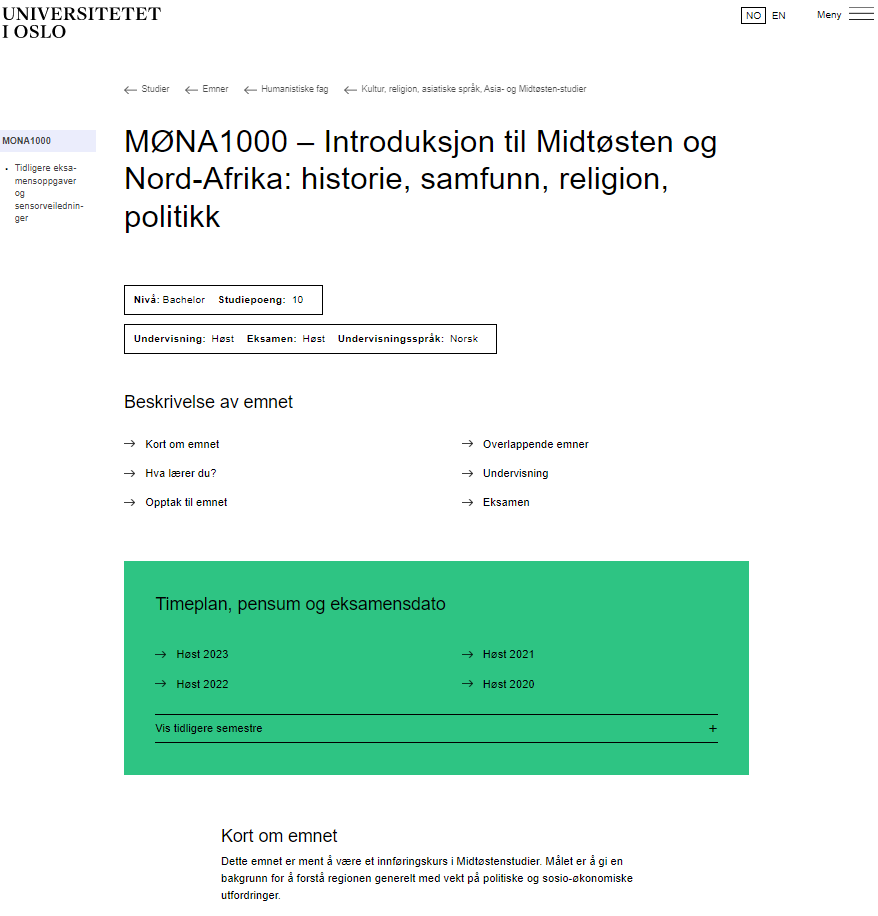 UNIVERSITETET
I OSLO
NO EN Meny
Studier Emner Humanistiske fag Kultur, religion, asiatiske språk, Asia- og Midtøsten-studier
MØNA1000 – Introduksjon til Midtøsten og
Nord-Afrika: historie, samfunn, religion,
politikk
MONA1000
• Tidligere eksa-
mensoppgaver
og
sensorveilednin-
ger
Nivå: Bachelor Studiepoeng: 10
Undervisning: Høst Eksamen: Høst Undervisningsspråk: Norsk
Beskrivelse av emnet
Kort om emnet
Hva lærer du?
Opptak til emnet
Overlappende emner
Undervisning
Eksamen
Timeplan, pensum og eksamensdato
Høst 2023
Høst 2022
Høst 2021
Høst 2020
Vis tidligere semestre +
Kort om emnet
Dette emnet er ment å være et innføringskurs i Midtøstenstudier. Målet er å gi en
bakgrunn for å forstå regionen generelt med vekt på politiske og sosio-økonomiske
utfordringer.